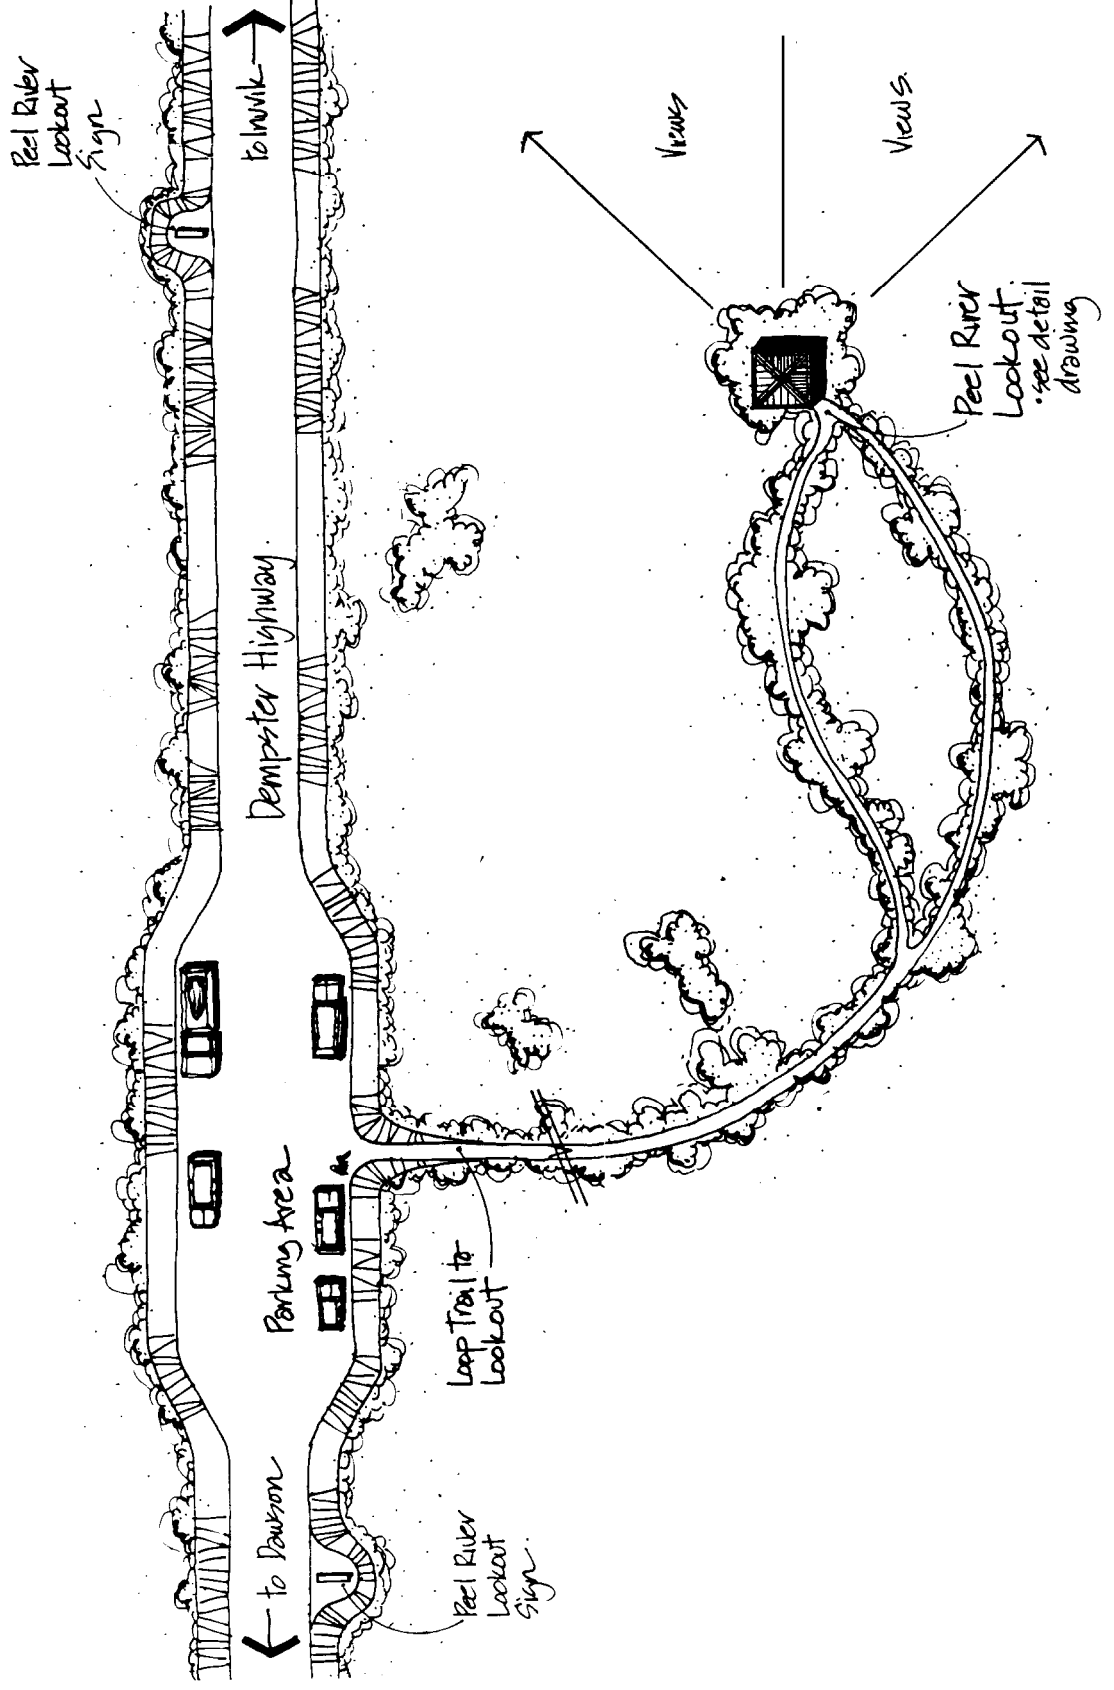 Peel River
Lookout
Sign
to Inuvik
Views
Views.
Dempster Highway
Peel River
Lookout
• see detail
drawing
Parking Area
Loop Trail to
Lookout
to Dawson
Peel River
Lookout
Sign.